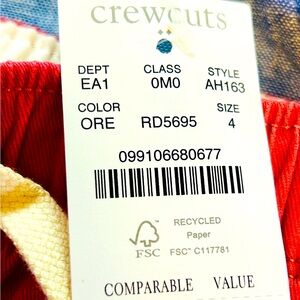 crewcuts
DEPT CLASS STYLE
EA1 0M0 AH163
COLOR SIZE
ORE RD5695 4
099106680677
RECYCLED
Paper
FSC FSC™ C117781
COMPARABLE VALUE